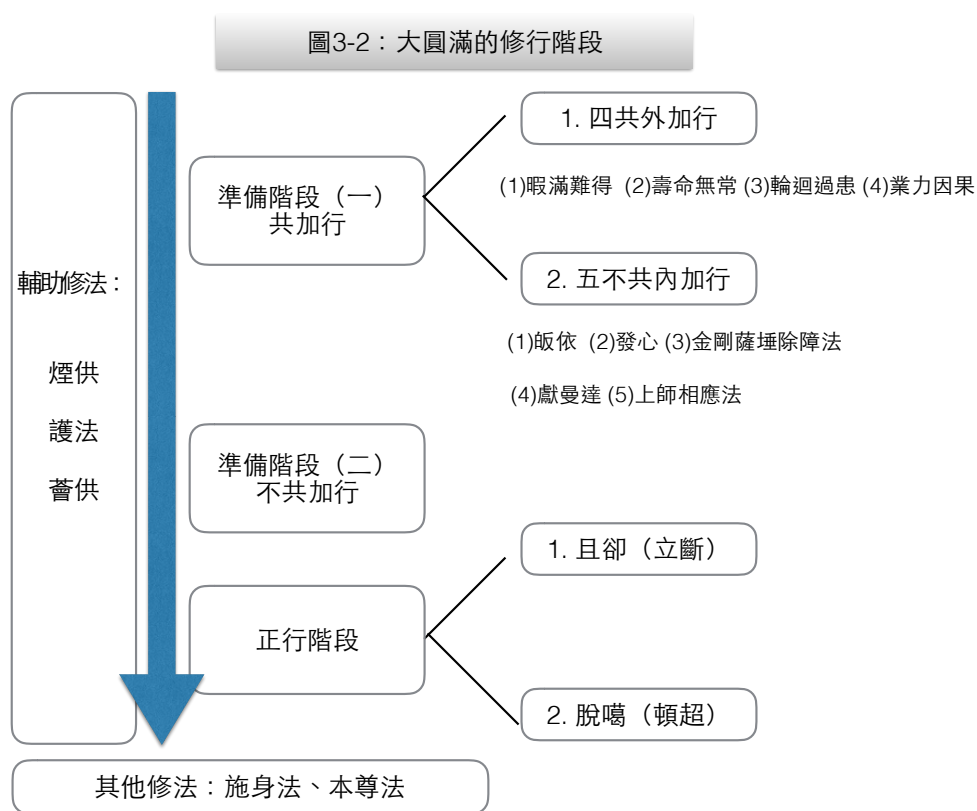 圖3-2：大圓滿的修行階段
輔助修法：
煙供
護法
薈供
準備階段（一）
共加行
1. 四共外加行
(1)暇滿難得 (2)壽命無常 (3)輪迴過患 (4)業力因果
2. 五不共內加行
(1)皈依 (2)發心 (3)金剛薩埵除障法
(4)獻曼達 (5)上師相應法
準備階段（二）
不共加行
正行階段
1. 且卻（立斷）
2. 脫噶（頓超）
其他修法：施身法、本尊法